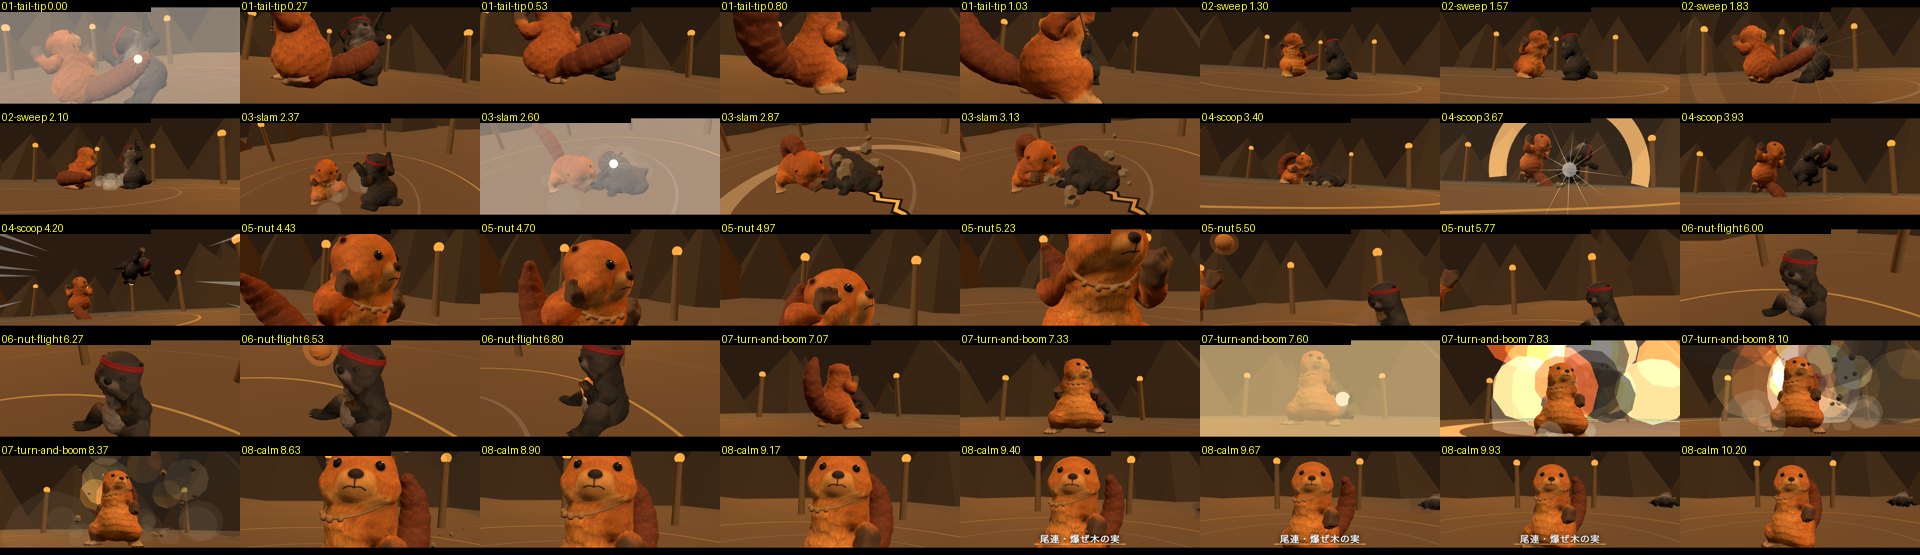 01-tail-tip 0.00
01-tail-tip 0.27
01-tail-tip 0.53
01-tail-tip 0.80
01-tail-tip 1.03
02-sweep 1.30
02-sweep 1.57
02-sweep 1.83
02-sweep 2.10
03-slam 2.37
03-slam 2.60
03-slam 2.87
03-slam 3.13
04-scoop 3.40
04-scoop 3.67
04-scoop 3.93
04-scoop 4.20
05-nut 4.43
05-nut 4.70
05-nut 4.97
05-nut 5.23
05-nut 5.50
05-nut 5.77
06-nut-flight 6.00
06-nut-flight 6.27
06-nut-flight 6.53
06-nut-flight 6.80
07-turn-and-boom 7.07
07-turn-and-boom 7.33
07-turn-and-boom 7.60
07-turn-and-boom 7.83
07-turn-and-boom 8.10
07-turn-and-boom 8.37
08-calm 8.63
08-calm 8.90
08-calm 9.17
08-calm 9.40
08-calm 9.67
08-calm 9.93
08-calm 10.20
尾連・爆ぜ木の実
尾連・爆ぜ木の実
尾連・爆ぜ木の実